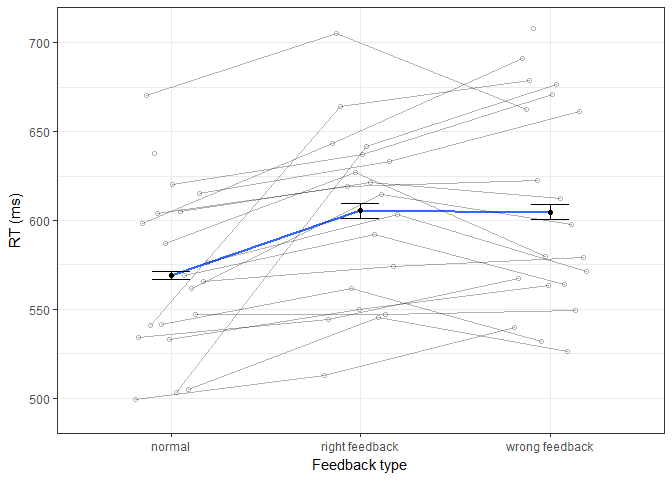 700
650
600
550
500
RT (ms)
normal
right feedback
wrong feedback
Feedback type